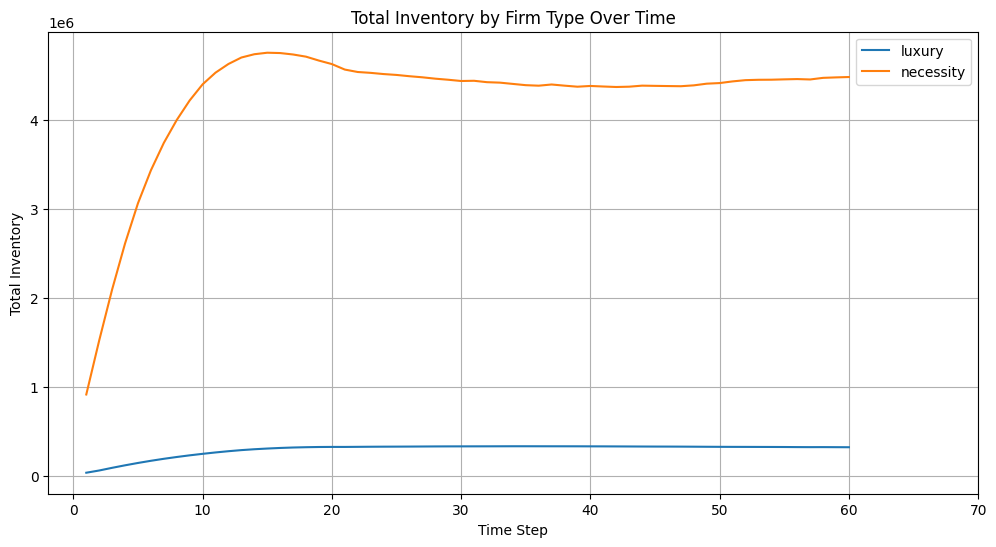 Total Inventory by Firm Type Over Time
1e6
luxury
necessity
4
3
2
1
0
Total Inventory
0 10 20 30 40 50 60 70
Time Step